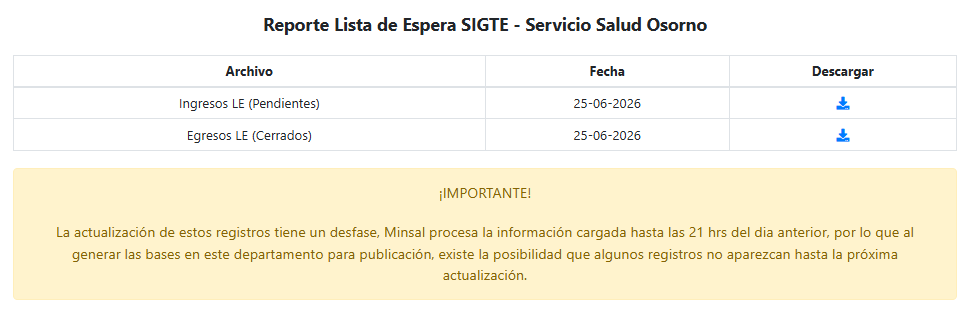 Reporte Lista de Espera SIGTE - Servicio Salud Osorno
Archivo Fecha Descargar
Ingresos LE (Pendientes) 25-06-2026
Egresos LE (Cerrados) 25-06-2026
¡IMPORTANTE!
La actualización de estos registros tiene un desfase, Minsal procesa la información cargada hasta las 21 hrs del dia anterior, por lo que al
generar las bases en este departamento para publicación, existe la posibilidad que algunos registros no aparezcan hasta la próxima
actualización.